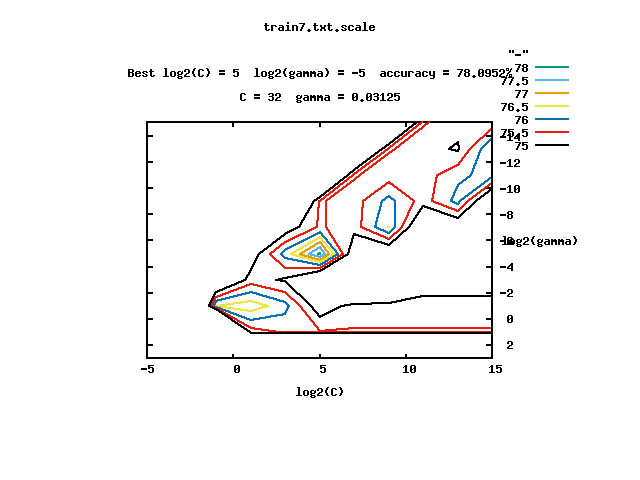 train7.txt.scale
"-"
Best log2(C) = 5  log2(gamma) = -5  accuracy = 78.0952%
78
77.5
77
C = 32  gamma = 0.03125
76.5
76
75.5
-14
75
-12
-10
-8
-6
log2(gamma)
-4
-2
0
2
-5 0 5 10 15
log2(C)